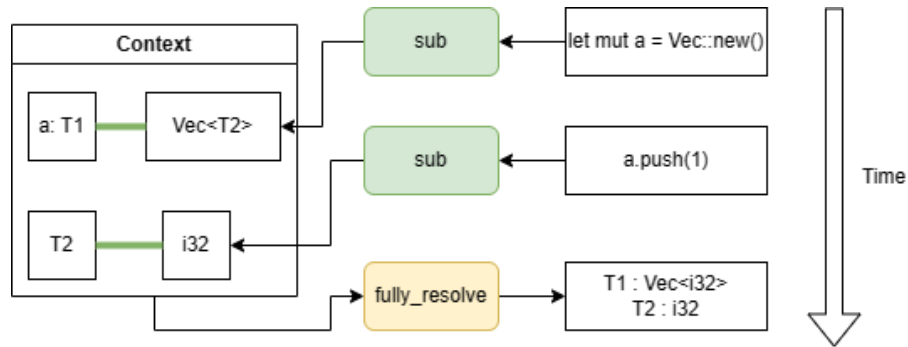 Context
sub
let mut a = Vec::new()
a: T1
Vec<T2>
sub
a.push(1)
Time
T2
i32
fully_resolve
T1 : Vec<i32>
T2 : i32